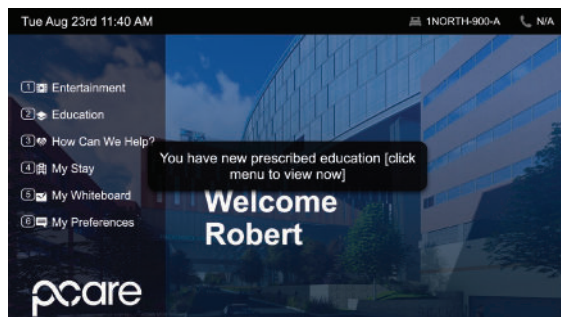 Tue Aug 23rd 11:40 AM
1NORTH-900-A
N/A
1 Entertainment
2 Education
3 How Can We Help?
4 My Stay
5 My Whiteboard
6 My Preferences
You have new prescribed education [click
menu to view now]
Welcome
Robert
pcare